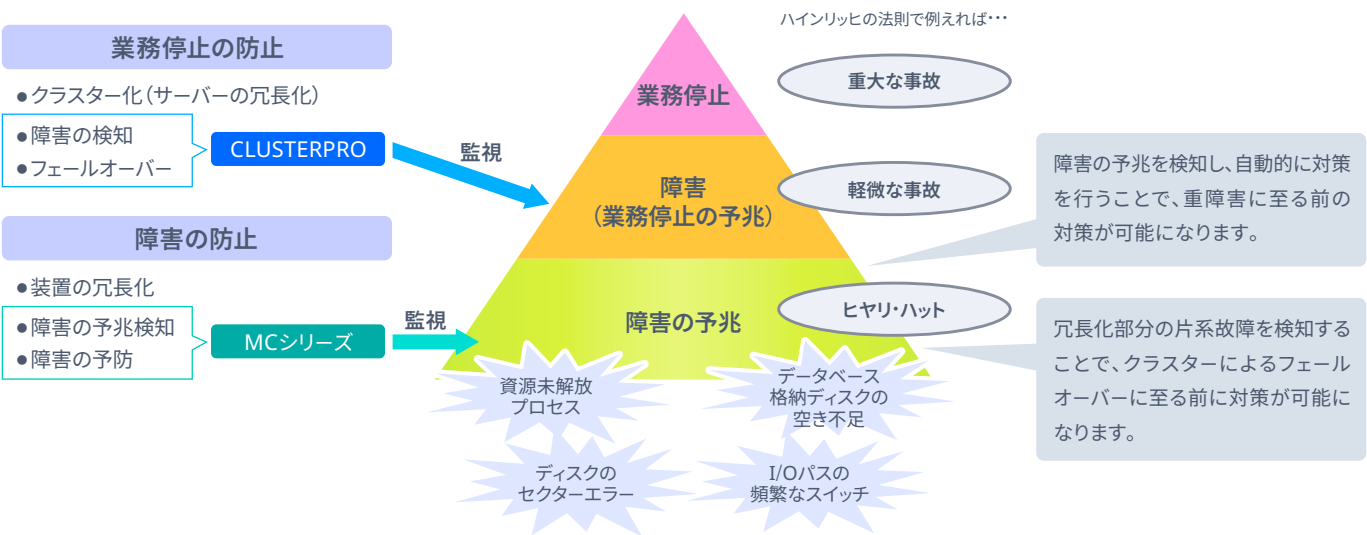 業務停止の防止
●クラスター化（サーバーの冗長化）
●障害の検知
●フェールオーバー
CLUSTERPRO
監視
障害の防止
●装置の冗長化
●障害の予兆検知
●障害の予防
MCシリーズ
監視
業務停止
障害
（業務停止の予兆）
障害の予兆
資源未解放
プロセス
データベース
格納ディスクの
空き不足
ディスクの
セクターエラー
I/Oパスの
頻繁なスイッチ
ハインリッヒの法則で例えれば･･･
重大な事故
軽微な事故
ヒヤリ・ハット
障害の予兆を検知し、自動的に対策
を行うことで、重障害に至る前の
対策が可能になります。
冗長化部分の片系故障を検知する
ことで、クラスターによるフェール
オーバーに至る前に対策が可能に
なります。